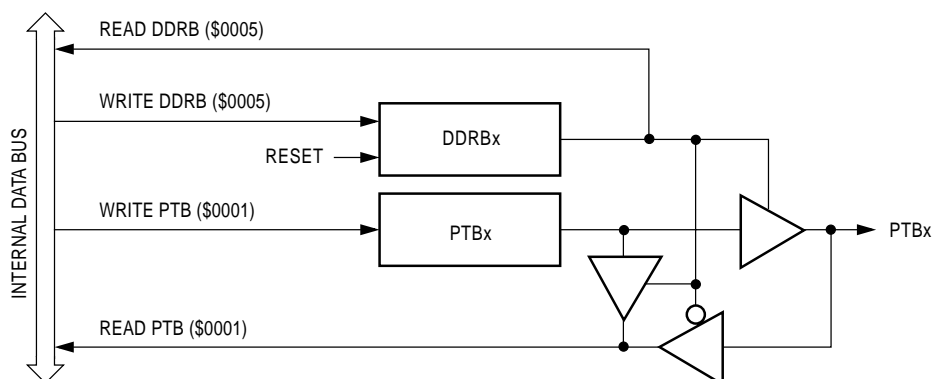 READ DDRB ($0005)
WRITE DDRB ($0005)
DDRBx
RESET
INTERNAL DATA BUS
WRITE PTB ($0001)
PTBx
PTBx
READ PTB ($0001)